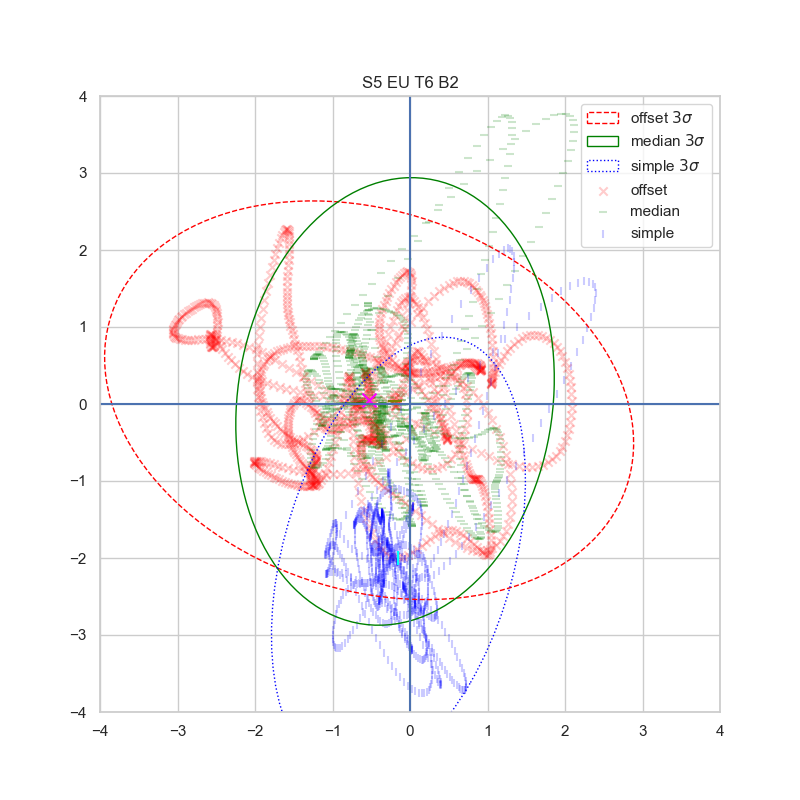 S5 EU T6 B2
offset 3σ
median 3σ
simple 3σ
offset
median
simple
4
3
2
1
0
−1
−2
−3
−4
−4 −3 −2 −1 0 1 2 3 4